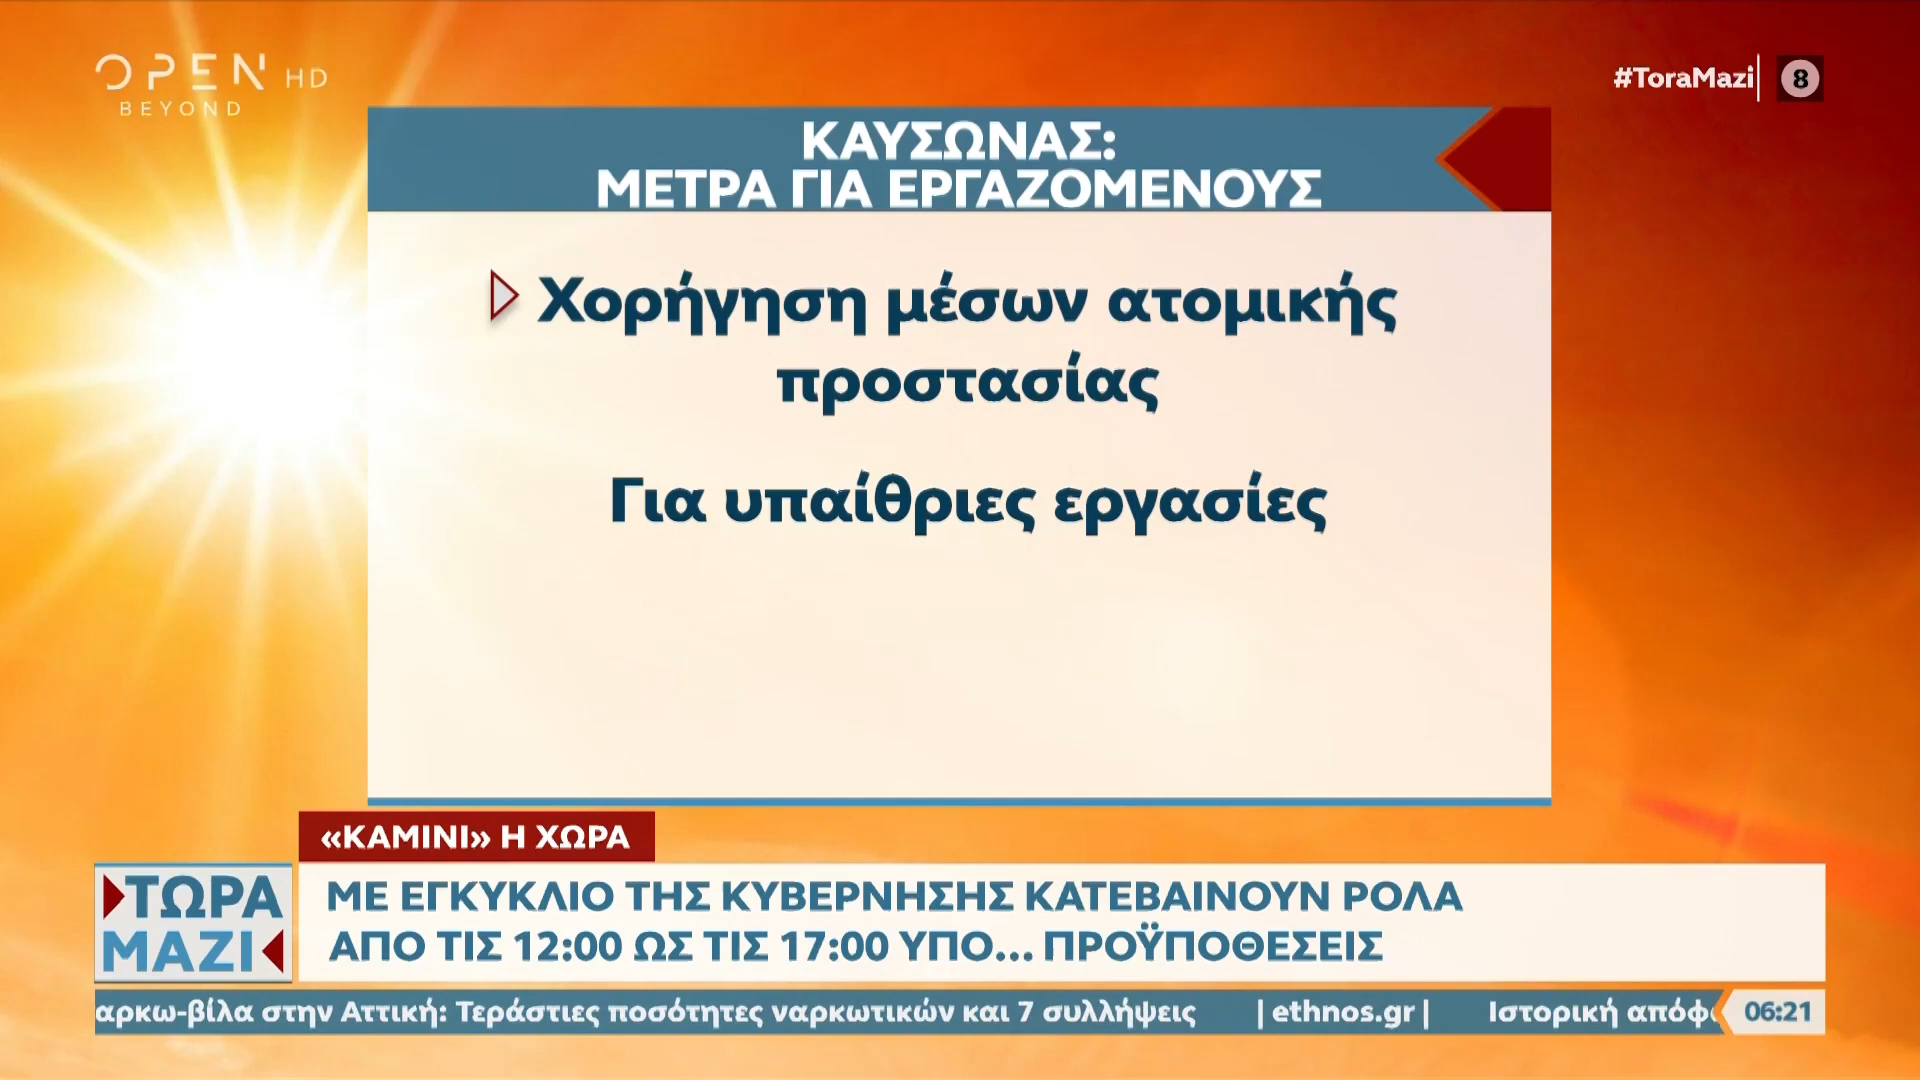 OPEN HD
BEYOND
#ToraMazi
8
ΚΑΥΣΩΝΑΣ:
ΜΕΤΡΑ ΓΙΑ ΕΡΓΑΖΟΜΕΝΟΥΣ
Χορήγηση μέσων ατομικής
προστασίας
Για υπαίθριες εργασίες
«ΚΑΜΙΝΙ» Η ΧΩΡΑ
ΤΩΡΑ
ΜΑΖΙ
ΜΕ ΕΓΚΥΚΛΙΟ ΤΗΣ ΚΥΒΕΡΝΗΣΗΣ ΚΑΤΕΒΑΙΝΟΥΝ ΡΟΛΑ
ΑΠΟ ΤΙΣ 12:00 ΩΣ ΤΙΣ 17:00 ΥΠΟ... ΠΡΟΫΠΟΘΕΣΕΙΣ
αρκω-βίλα στην Αττική: Τεράστιες ποσότητες ναρκωτικών και 7 συλλήψεις | ethnos.gr | Ιστορική
06:21